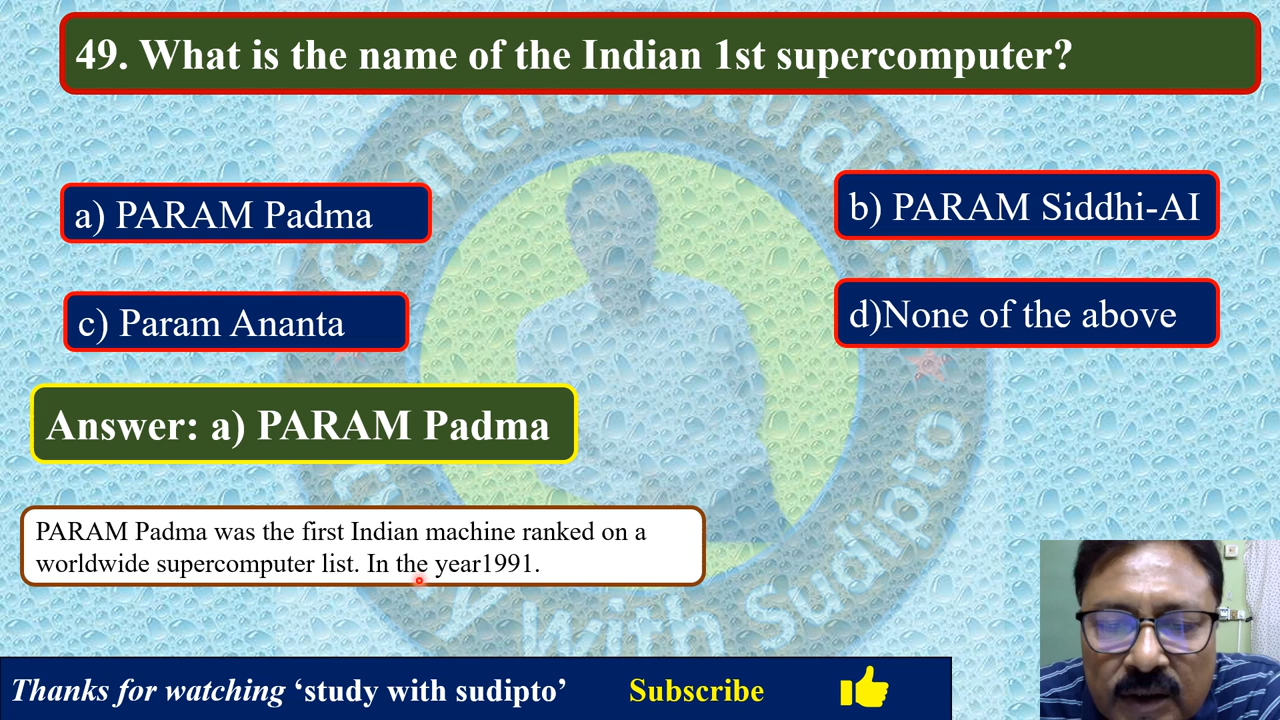 49. What is the name of the Indian 1st supercomputer?
a) PARAM Padma
b) PARAM Siddhi-AI
c) Param Ananta
d)None of the above
Answer: a) PARAM Padma
PARAM Padma was the first Indian machine ranked on a
worldwide supercomputer list. In the year1991.
With Sudipto
Thanks for watching ‘study with sudipto’
Subscribe